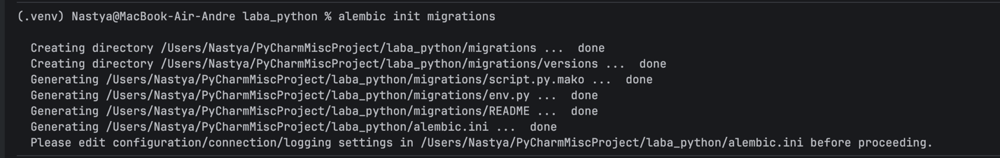 (.venv) Nastya@MacBook-Air-Andre laba_python % alembic init migrations
Creating directory /Users/Nastya/PyCharmMiscProject/laba_python/migrations ...  done
Creating directory /Users/Nastya/PyCharmMiscProject/laba_python/migrations/versions ...  done
Generating /Users/Nastya/PyCharmMiscProject/laba_python/migrations/script.py.mako ...  done
Generating /Users/Nastya/PyCharmMiscProject/laba_python/migrations/env.py ...  done
Generating /Users/Nastya/PyCharmMiscProject/laba_python/migrations/README ...  done
Generating /Users/Nastya/PyCharmMiscProject/laba_python/alembic.ini ...  done
Please edit configuration/connection/logging settings in /Users/Nastya/PyCharmMiscProject/laba_python/alembic.ini before proceeding.